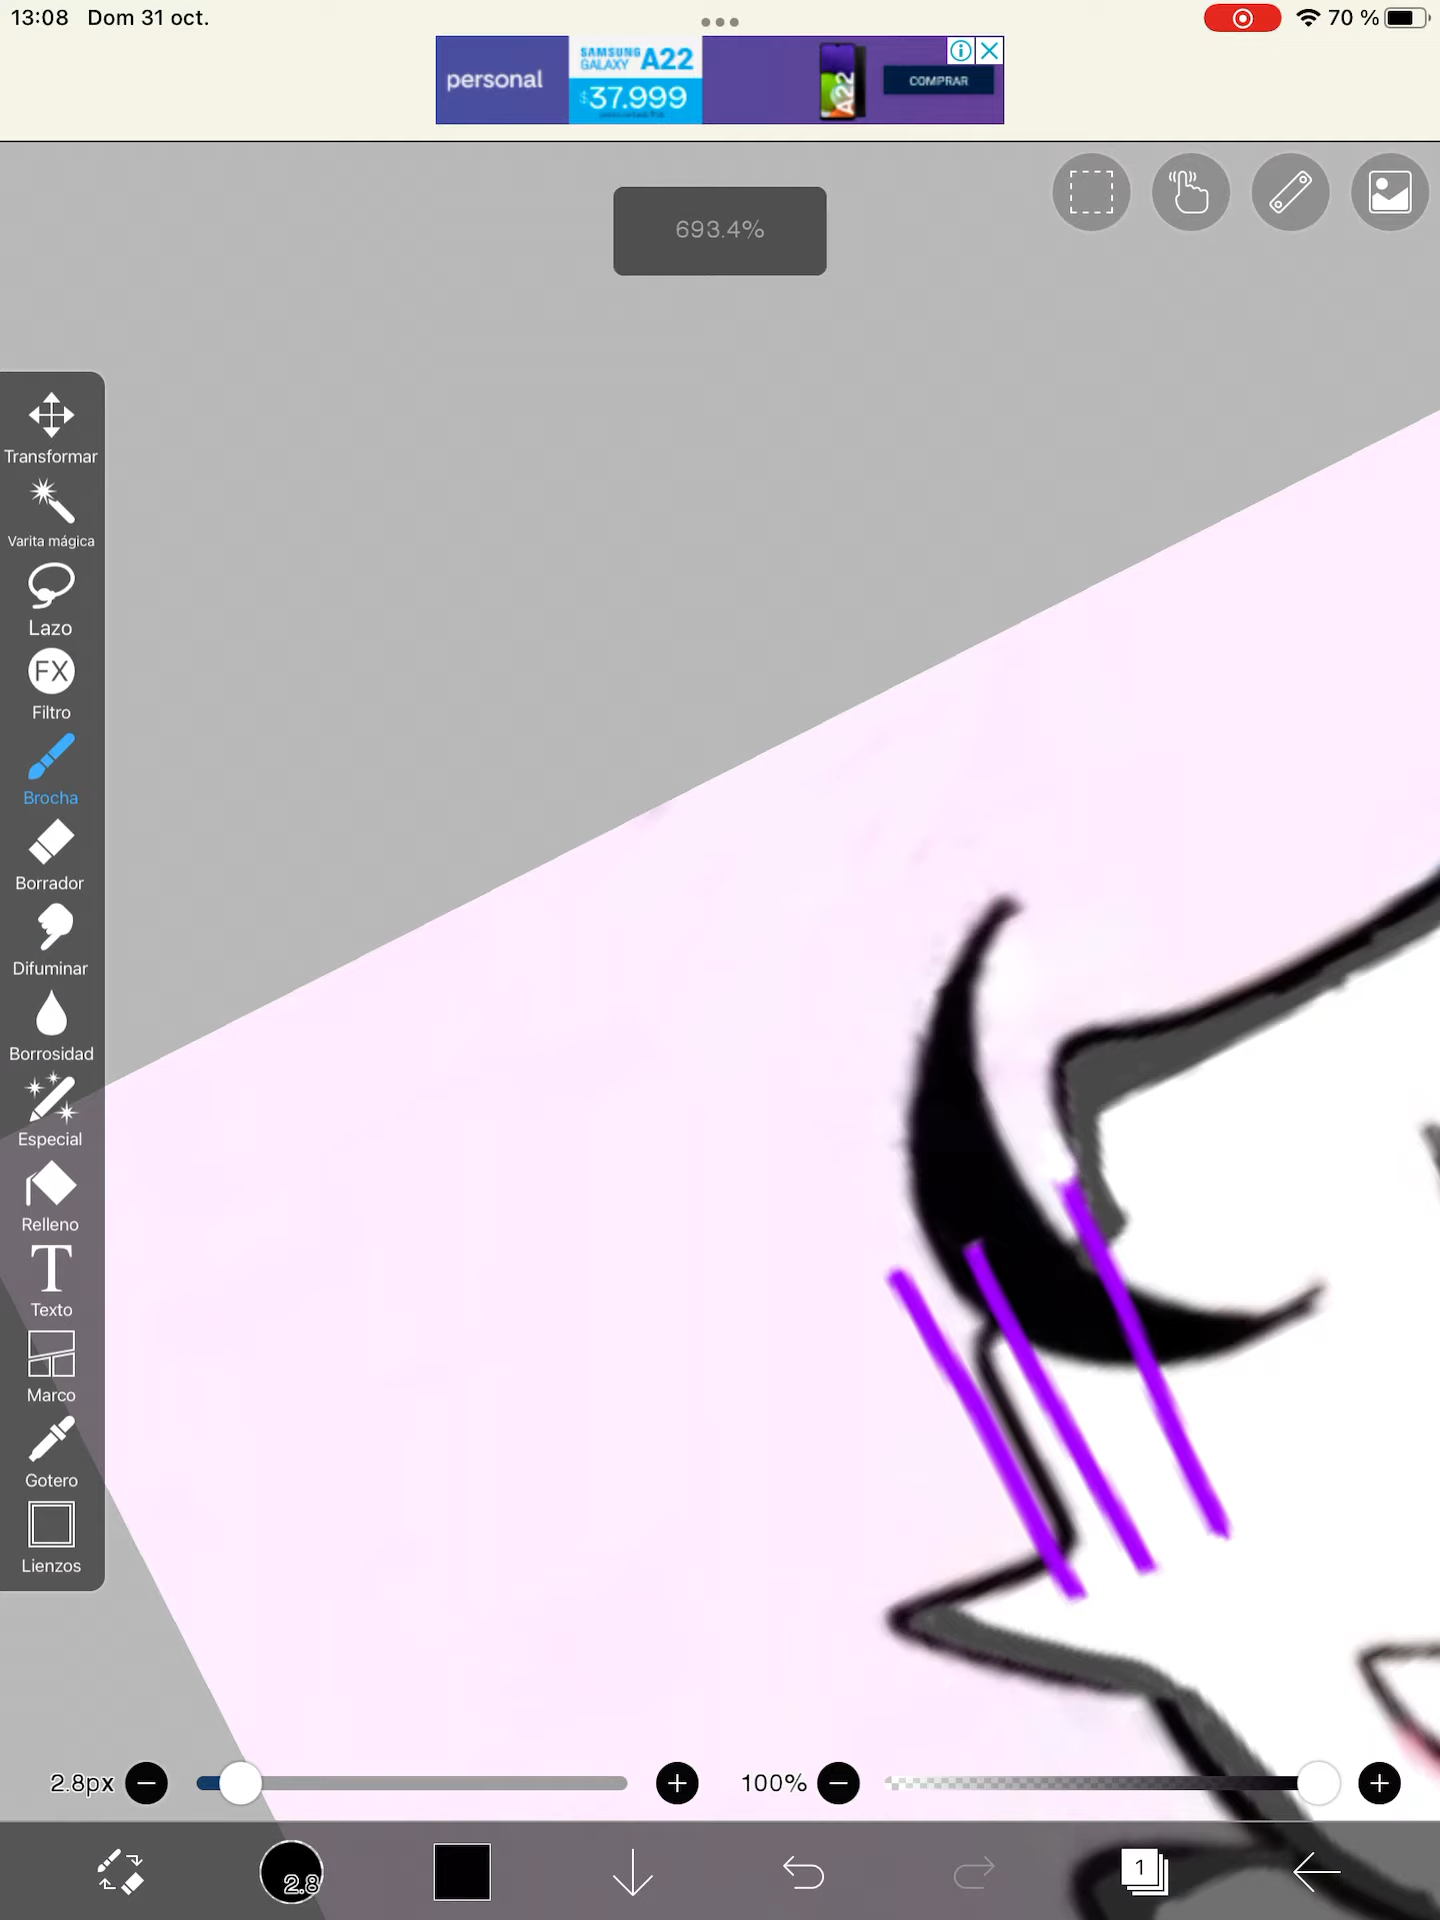 13:08 Dom 31 oct.
70 %
personal
SAMSUNG
GALAXY A22
$37.999
A22
COMPRAR
693.4%
Transformar
Varita mágica
Lazo
FX
Filtro
Brocha
Borrador
Difuminar
Borrosidad
Especial
Relleno
T
Texto
Marco
Gotero
Lienzos
2.8px
100%
2.8
1